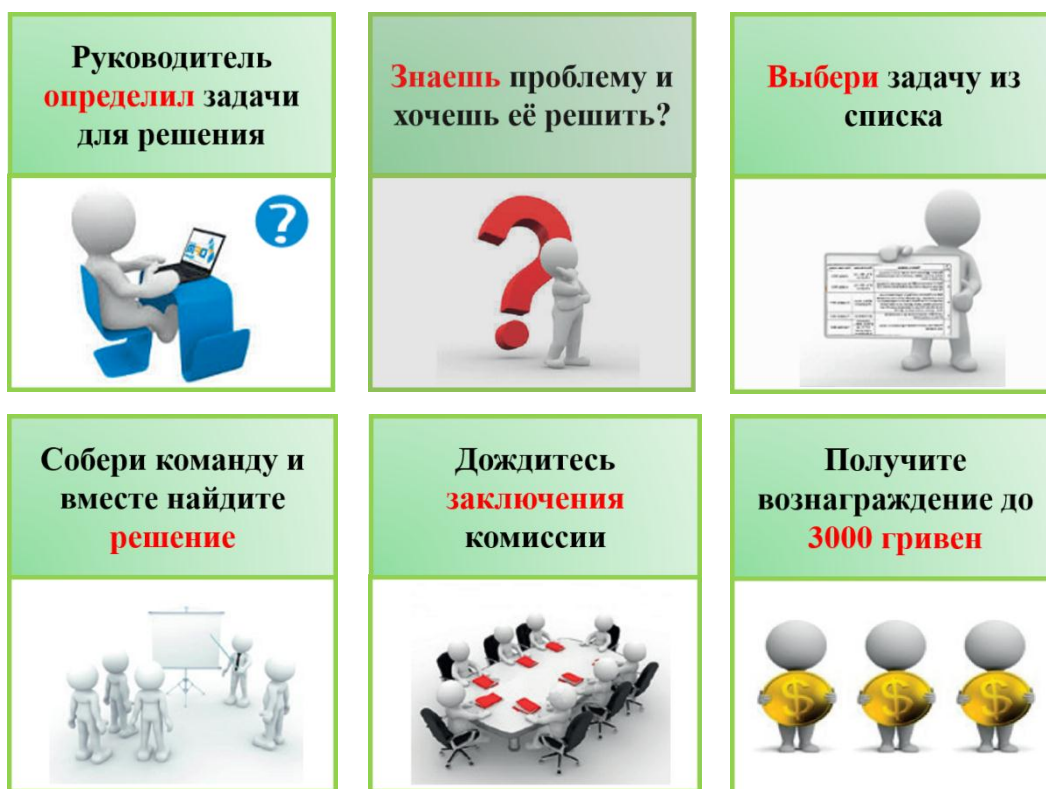 Руководитель
определил задачи
для решения
Знаешь проблему и
хочешь её решить?
Выбери задачу из
списка
Собери команду и
вместе найдите
решение
Дождитесь
заключения
комиссии
Получите
вознаграждение до
3000 гривен